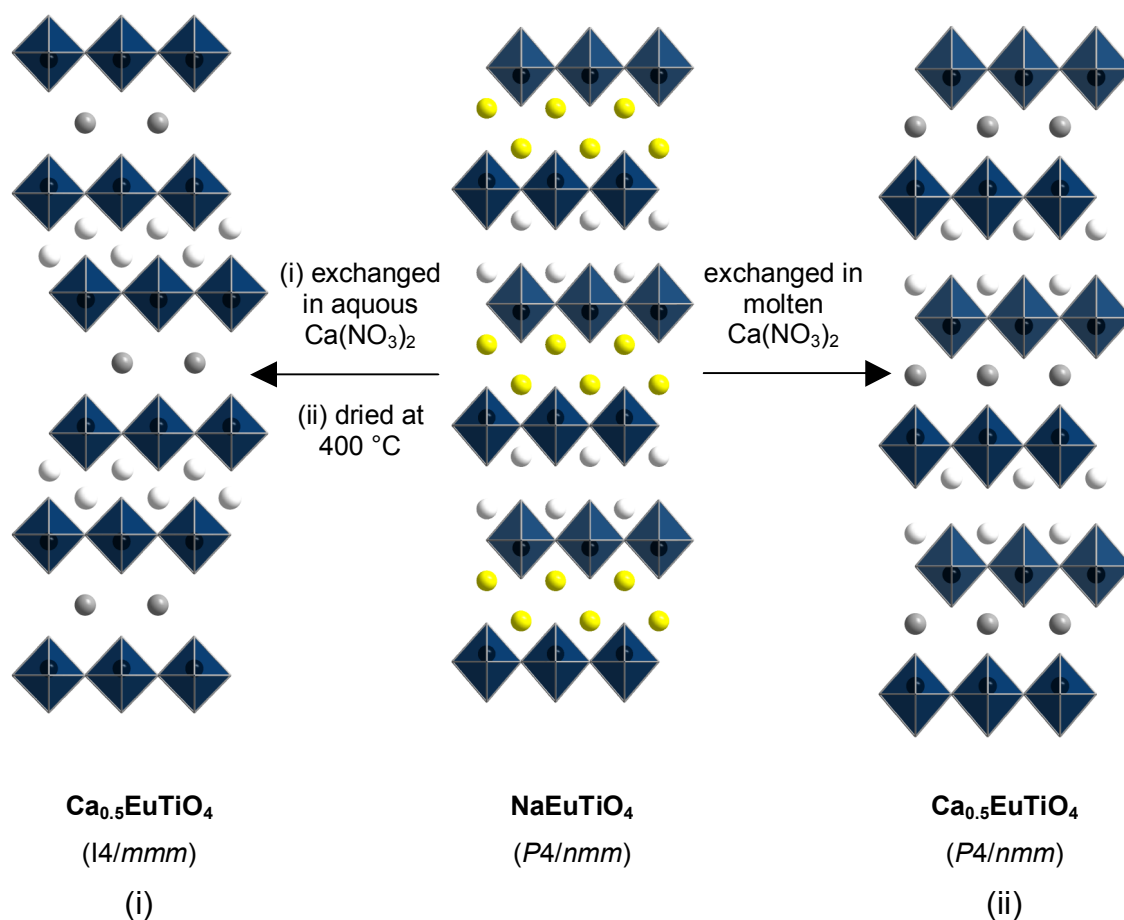 (i) exchanged
in aquous
Ca(NO₃)₂
(ii) dried at
400 °C
exchanged in
molten
Ca(NO₃)₂
Ca₀.₅EuTiO₄
(I4/mmm)
(i)
NaEuTiO₄
(P4/nmm)
Ca₀.₅EuTiO₄
(P4/nmm)
(ii)